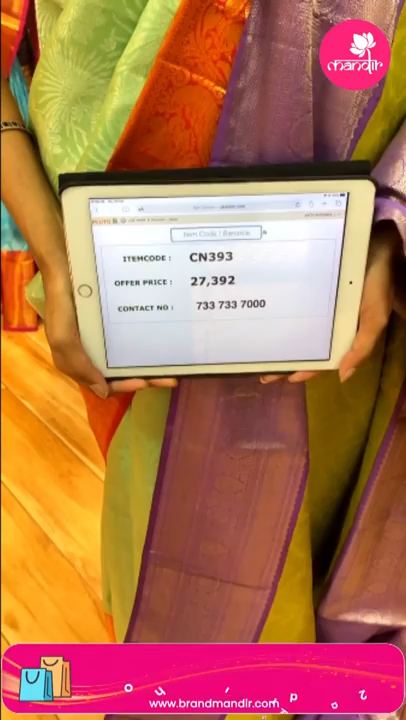 mandir
Item Code / Barcode
ITEMCODE : CN393
OFFER PRICE : 27,392
CONTACT NO : 733 733 7000
www.brandmandir.com